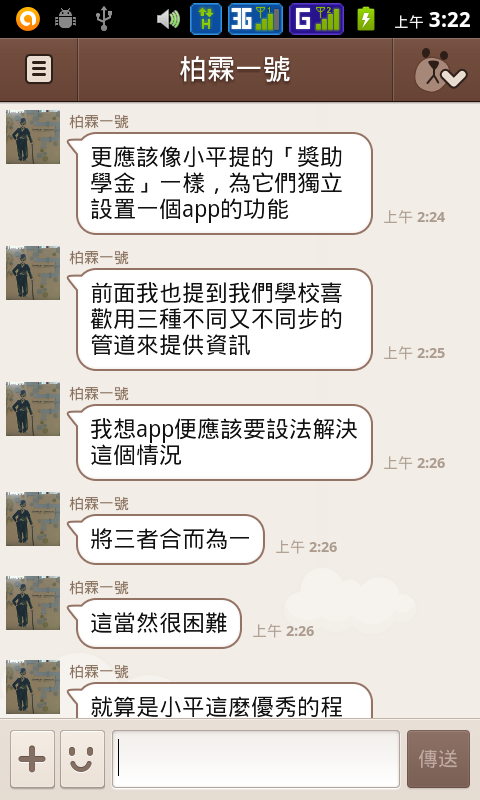 3G 1 G 2 上午 3:22
柏霖一號
柏霖一號
更應該像小平提的「獎助
學金」一樣，為它們獨立
設置一個app的功能
上午 2:24
柏霖一號
前面我也提到我們學校喜
歡用三種不同又不同步的
管道來提供資訊
上午 2:25
柏霖一號
我想app便應該要設法解決
這個情況
上午 2:26
柏霖一號
將三者合而為一
上午 2:26
柏霖一號
這當然很困難
上午 2:26
柏霖一號
就算是小平這麼優秀的程
傳送